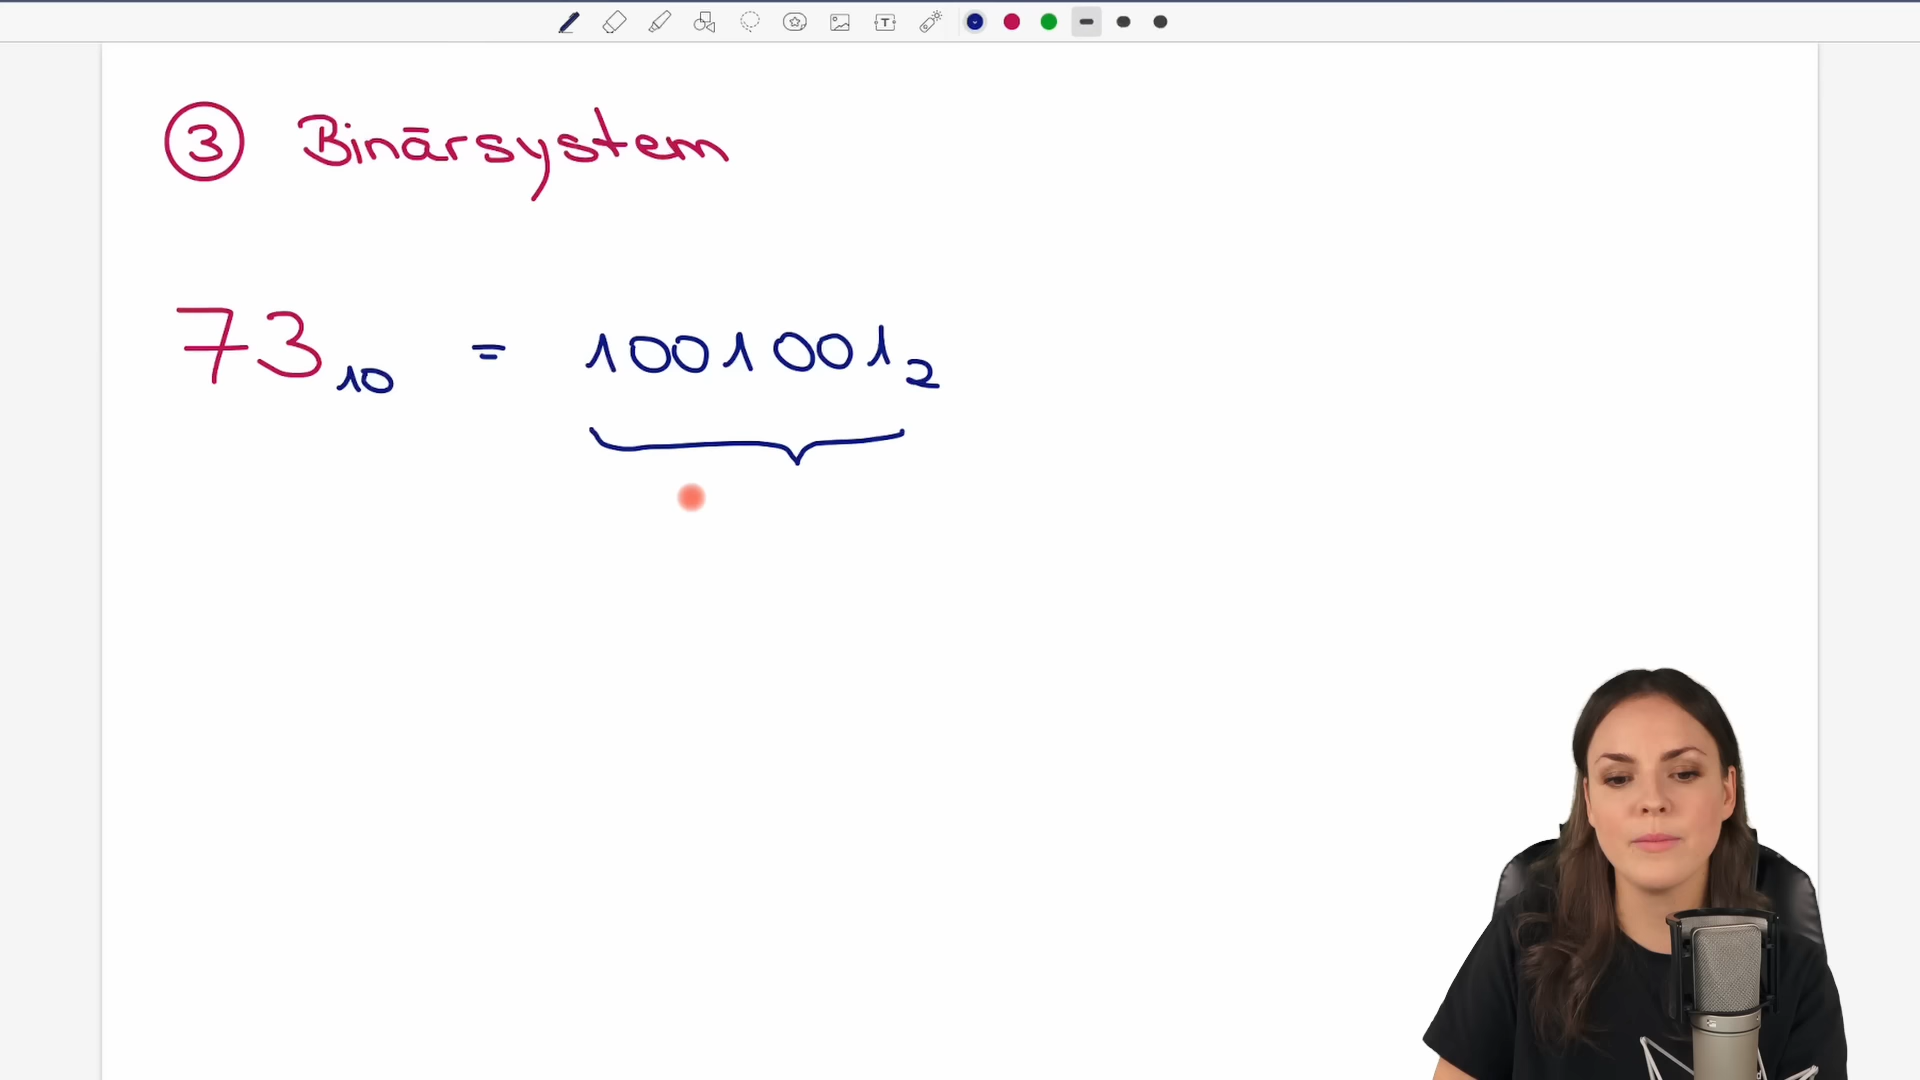 ③ Binärsystem
73₁₀ = 1001001₂
T